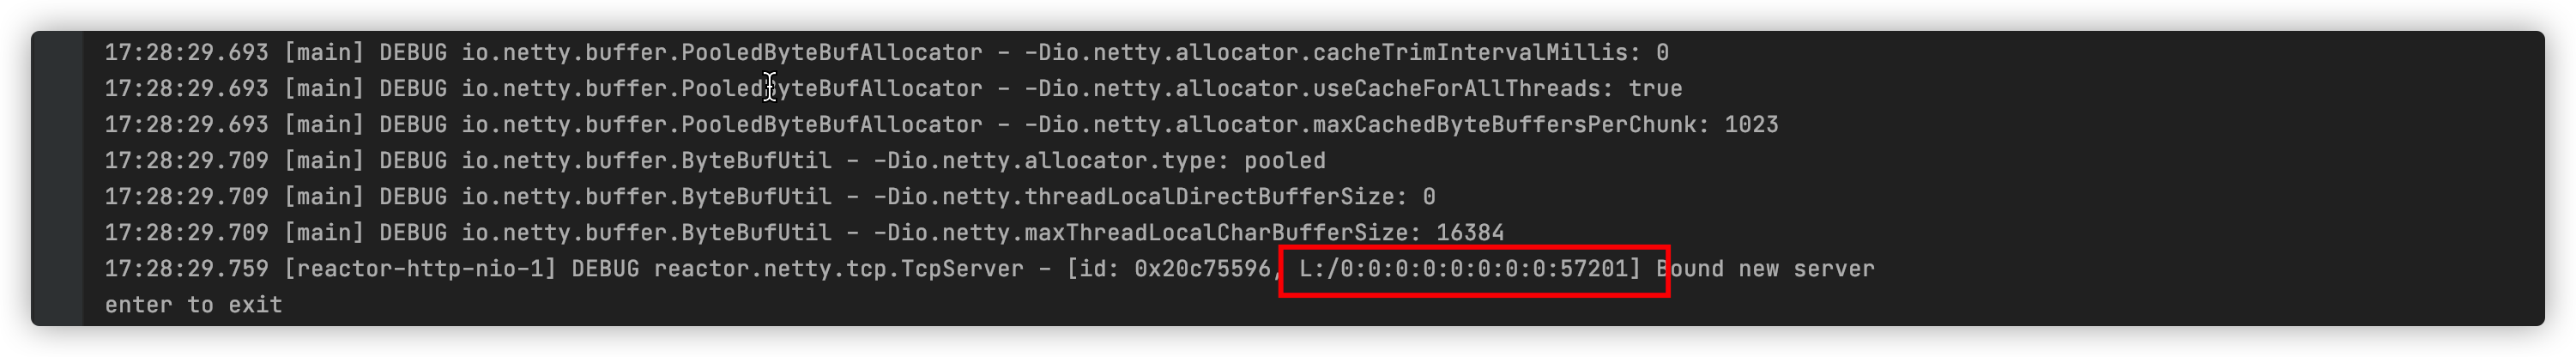 17:28:29.693 [main] DEBUG io.netty.buffer.PooledByteBufAllocator - -Dio.netty.allocator.cacheTrimIntervalMillis: 0
17:28:29.693 [main] DEBUG io.netty.buffer.PooledByteBufAllocator - -Dio.netty.allocator.useCacheForAllThreads: true
17:28:29.693 [main] DEBUG io.netty.buffer.PooledByteBufAllocator - -Dio.netty.allocator.maxCachedByteBuffersPerChunk: 1023
17:28:29.709 [main] DEBUG io.netty.buffer.ByteBufUtil - -Dio.netty.allocator.type: pooled
17:28:29.709 [main] DEBUG io.netty.buffer.ByteBufUtil - -Dio.netty.threadLocalDirectBufferSize: 0
17:28:29.709 [main] DEBUG io.netty.buffer.ByteBufUtil - -Dio.netty.maxThreadLocalCharBufferSize: 16384
17:28:29.759 [reactor-http-nio-1] DEBUG reactor.netty.tcp.TcpServer - [id: 0x20c75596, L:/0:0:0:0:0:0:0:0:57201] Bound new server
enter to exit